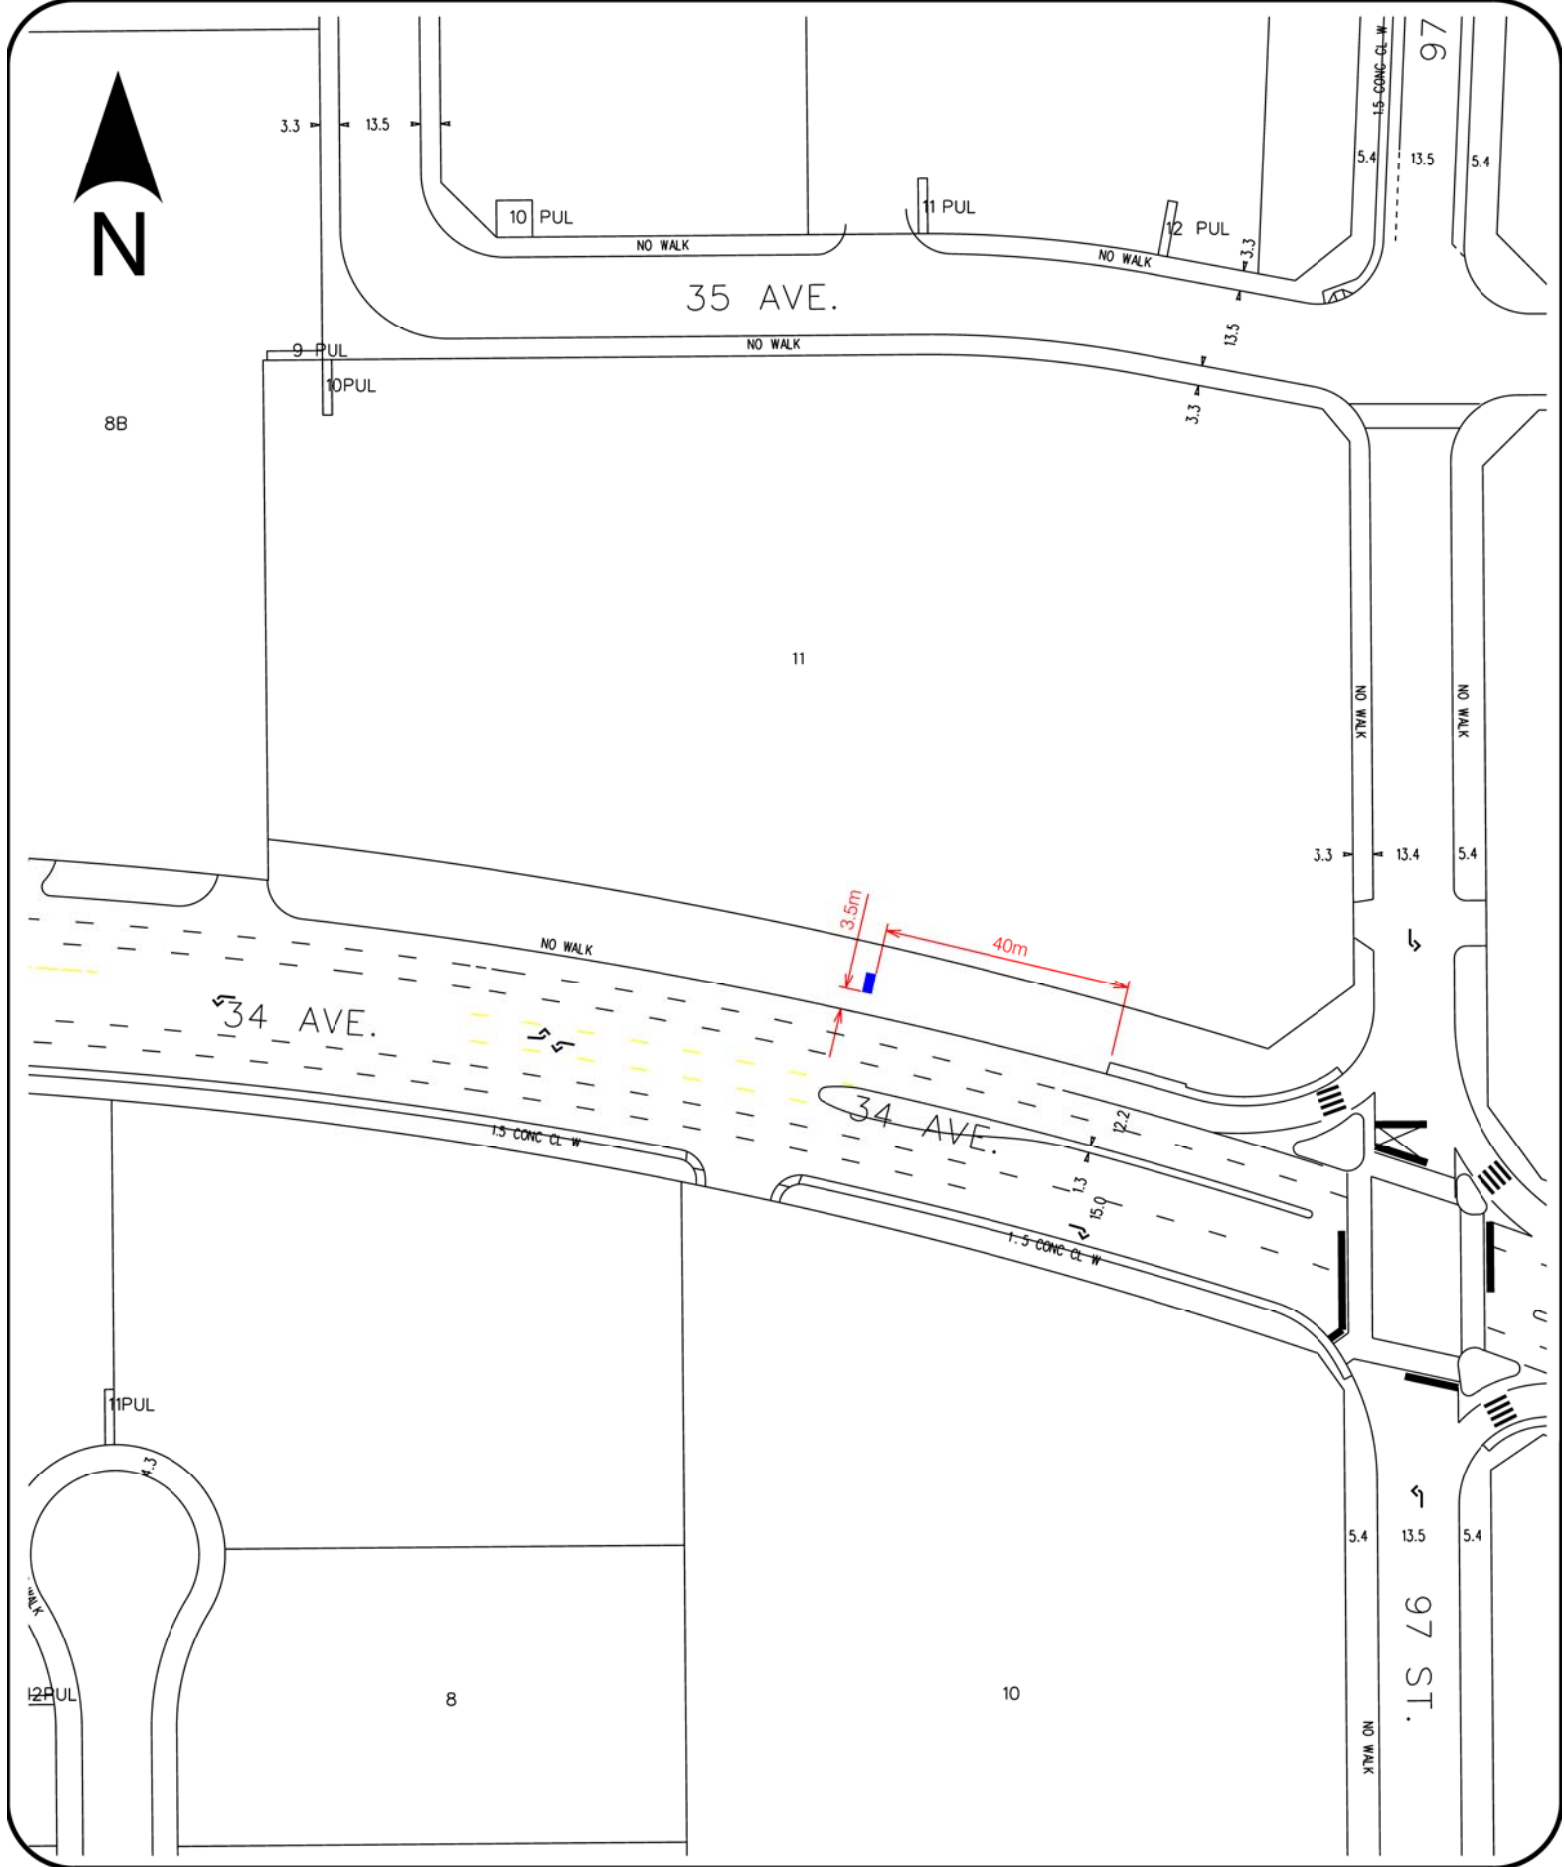 97
1.5 CONC CL W
3.3
13.5
5.4
13.5
5.4
N
10 PUL
11 PUL
12 PUL
NO WALK
NO WALK
3.3
35 AVE.
13.5
NO WALK
9 PUL
10PUL
3.3
8B
11
NO WALK
NO WALK
3.3
13.4
5.4
3.5m
40m
NO WALK
34 AVE.
34 AVE.
12.2
1.5 CONC CL W
1.3
15.0
1.5 CONC CL W
11PUL
4.3
5.4
13.5
5.4
WALK
97 ST.
12PUL
8
10
NO WALK